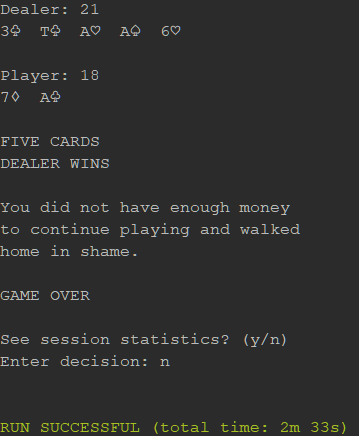 Dealer: 21
3♧ T♧ A♡ A♤ 6♡
Player: 18
7♢ A♧
FIVE CARDS
DEALER WINS
You did not have enough money
to continue playing and walked
home in shame.
GAME OVER
See session statistics? (y/n)
Enter decision: n
RUN SUCCESSFUL (total time: 2m 33s)